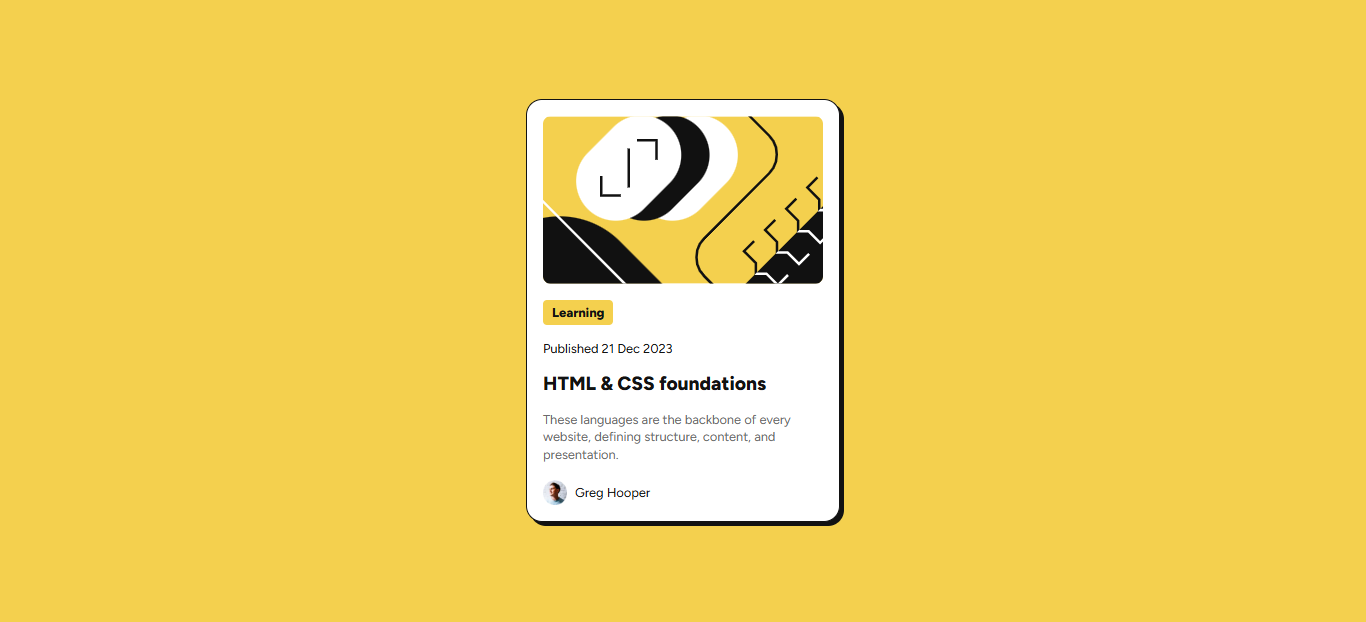 Learning
Published 21 Dec 2023
HTML & CSS foundations
These languages are the backbone of every
website, defining structure, content, and
presentation.
Greg Hooper